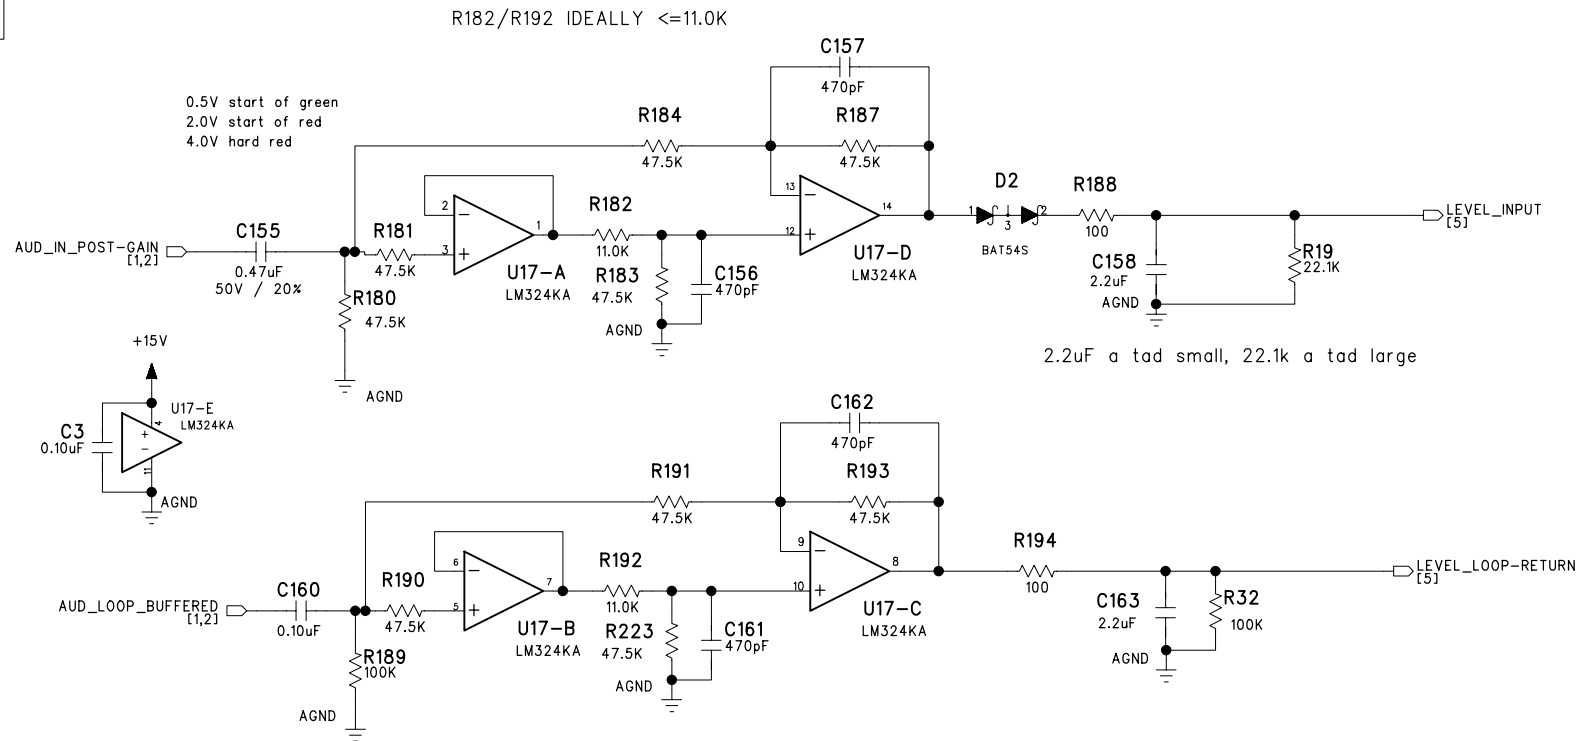 R182/R192 IDEALLY <=11.0K
0.5V start of green
2.0V start of red
4.0V hard red
C157
470pF
R184
47.5K
R187
47.5K
AUD_IN_POST-GAIN
[1,2]
C155
0.47uF
50V / 20%
R180
47.5K
AGND
R181
47.5K
2
3
1
U17-A
LM324KA
R182
11.0K
R183
47.5K
C156
470pF
AGND
13
12
14
U17-D
LM324KA
D2
1
3
2
BAT54S
R188
100
C158
2.2uF
AGND
R19
22.1K
LEVEL_INPUT
[5]
2.2uF a tad small, 22.1k a tad large
+15V
U17-E
LM324KA
4
11
C3
0.10uF
AGND
C162
470pF
R191
47.5K
R193
47.5K
AUD_LOOP_BUFFERED
[1,2]
C160
0.10uF
R189
100K
AGND
R190
47.5K
6
5
7
U17-B
LM324KA
R192
11.0K
R223
47.5K
C161
470pF
AGND
9
10
8
U17-C
LM324KA
R194
100
C163
2.2uF
AGND
R32
100K
LEVEL_LOOP-RETURN
[5]